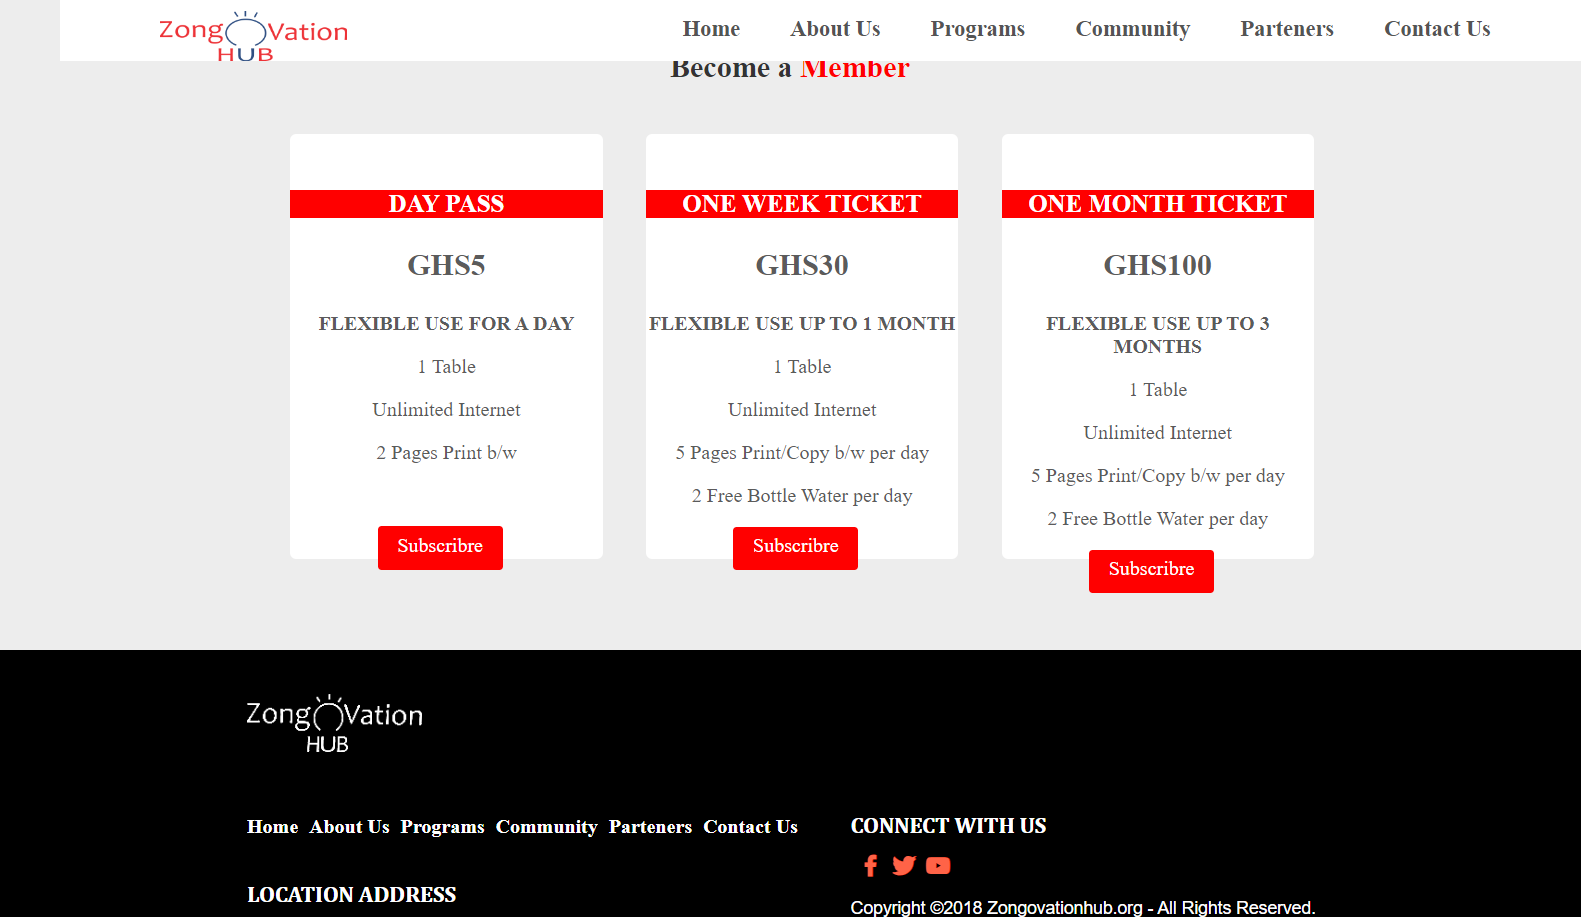 ZongOVation
HUB
Home About Us Programs Community Parteners Contact Us
Become a Member
DAY PASS
GHS5
FLEXIBLE USE FOR A DAY
1 Table
Unlimited Internet
2 Pages Print b/w
Subscribre
ONE WEEK TICKET
GHS30
FLEXIBLE USE UP TO 1 MONTH
1 Table
Unlimited Internet
5 Pages Print/Copy b/w per day
2 Free Bottle Water per day
Subscribre
ONE MONTH TICKET
GHS100
FLEXIBLE USE UP TO 3
MONTHS
1 Table
Unlimited Internet
5 Pages Print/Copy b/w per day
2 Free Bottle Water per day
Subscribre
ZongOVation
HUB
Home About Us Programs Community Parteners Contact Us
LOCATION ADDRESS
CONNECT WITH US
Copyright ©2018 Zongovationhub.org - All Rights Reserved.